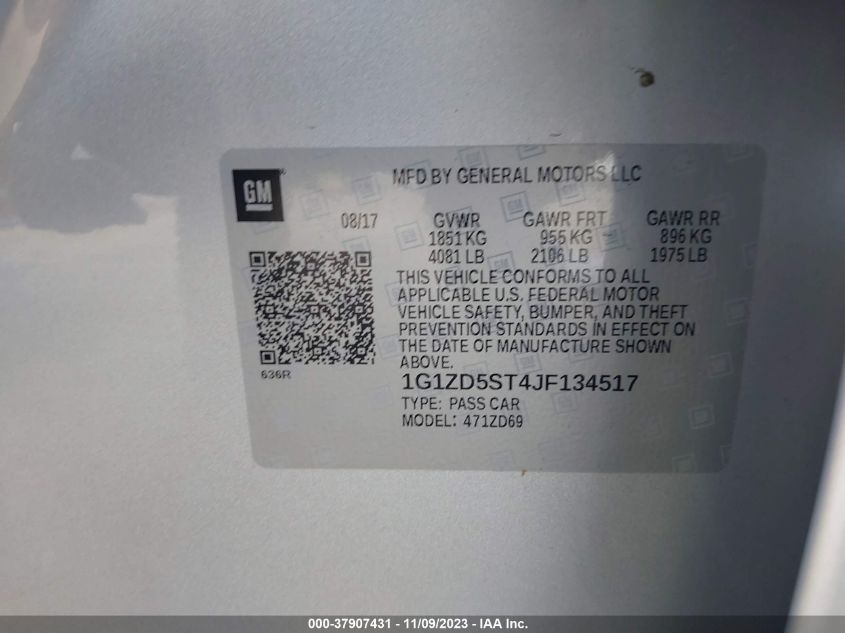 GM
MFD BY GENERAL MOTORS LLC
08/17 GVWR GAWR FRT GAWR RR
1851 KG 955 KG 896 KG
4081 LB 2106 LB 1975 LB
THIS VEHICLE CONFORMS TO ALL
APPLICABLE U.S. FEDERAL MOTOR
VEHICLE SAFETY, BUMPER, AND THEFT
PREVENTION STANDARDS IN EFFECT ON
THE DATE OF MANUFACTURE SHOWN
ABOVE.
636R
1G1ZD5ST4JF134517
TYPE: PASS CAR
MODEL: 471ZD69
000-37907431 - 11/09/2023 - IAA Inc.